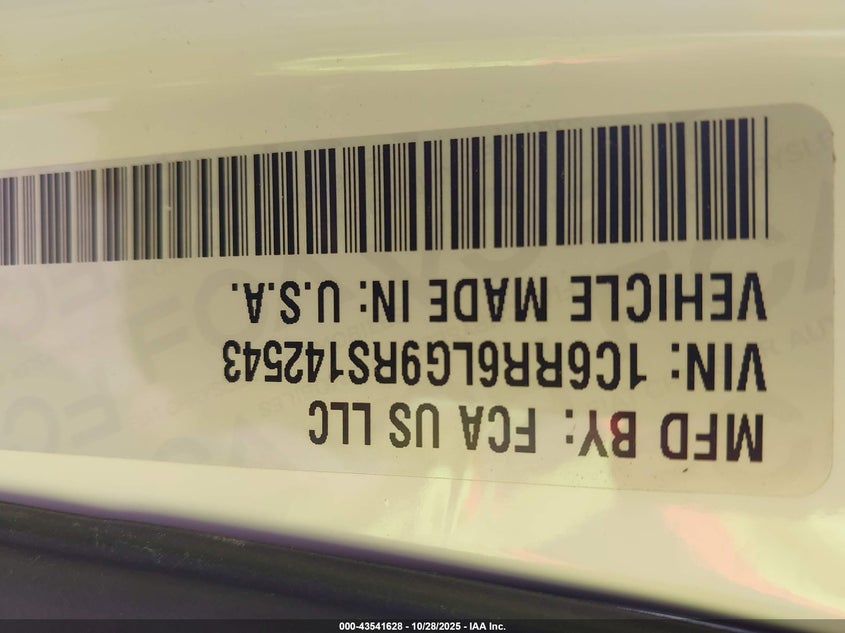 MFD BY: FCA US LLC
VIN: 1C6RR6LG9RS142543
VEHICLE MADE IN: U.S.A.
000-43541628 - 10/28/2025 - IAA Inc.